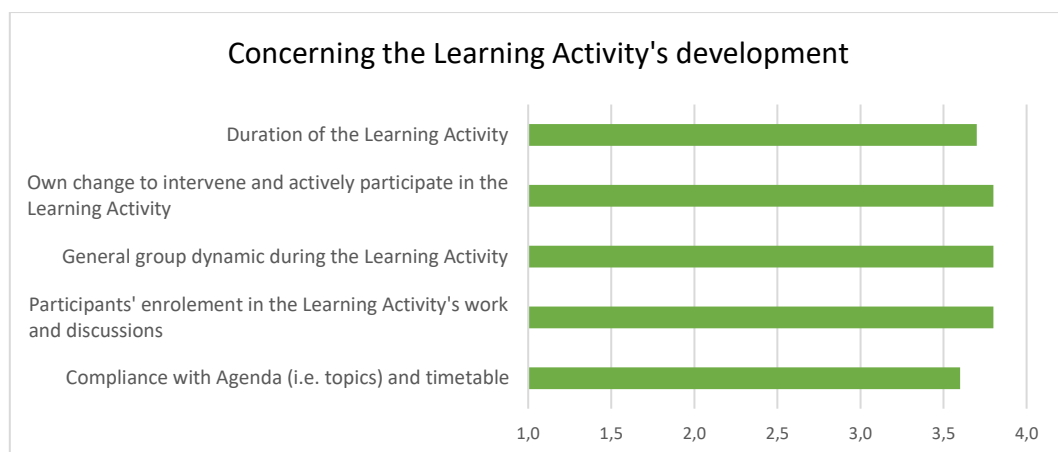 Concerning the Learning Activity's development
Duration of the Learning Activity
Own change to intervene and actively participate in the
Learning Activity
General group dynamic during the Learning Activity
Participants' enrolement in the Learning Activity's work
and discussions
Compliance with Agenda (i.e. topics) and timetable
1,0 1,5 2,0 2,5 3,0 3,5 4,0